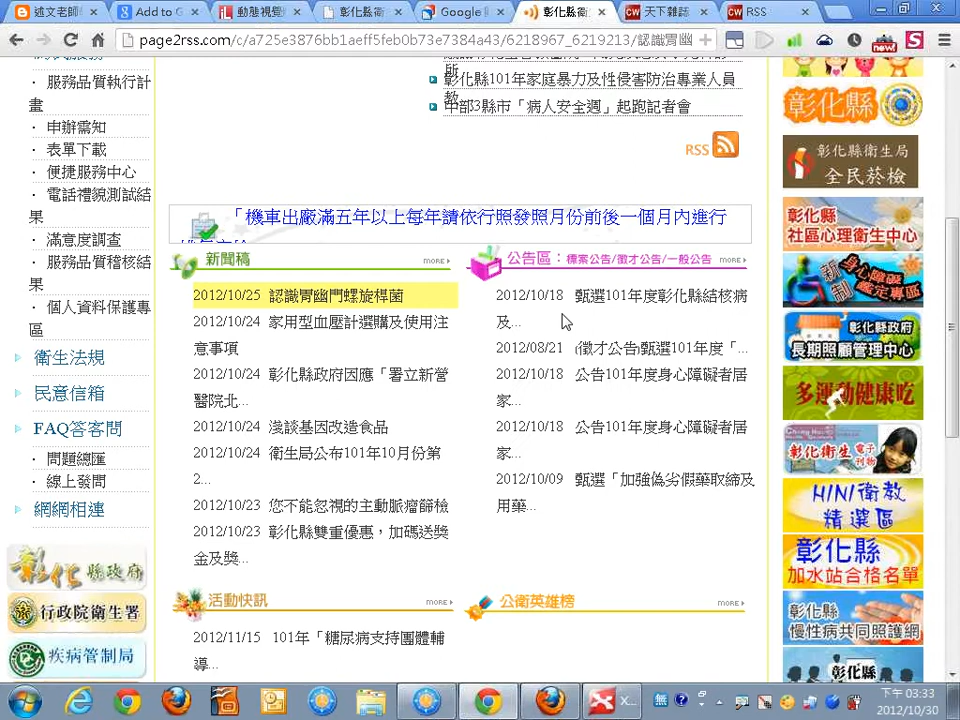 述文老師
Add to G
動態視覺
彰化縣衛
Google
彰化縣衛
天下雜誌
RSS
page2rss.com/c/a725e3876bb1aeff5feb0b73e7384a43/6218967_6219213/認識胃幽
服務品質執行計
畫
申辦需知
表單下載
便捷服務中心
電話禮貌測試結
果
滿意度調查
服務品質稽核結
果
個人資料保護專
區
衛生法規
民意信箱
FAQ答客問
問題總匯
線上發問
網網相連
彰化縣政府
行政院衛生署
疾病管制局
彰化縣101年家庭暴力及性侵害防治專業人員
中部3縣市「病人安全週」起跑記者會
RSS
「機車出廠滿五年以上每年請依行照發照月份前後一個月內進行
新聞稿
MORE
2012/10/25 認識胃幽門螺旋桿菌
2012/10/24 家用型血壓計選購及使用注
意事項
2012/10/24 彰化縣政府因應「署立新營
醫院北...
2012/10/24 淺談基因改造食品
2012/10/24 衛生局公布101年10月份第
2...
2012/10/23 您不能忽視的主動脈瘤篩檢
2012/10/23 彰化縣雙重優惠，加碼送獎
金及獎...
公告區：標案公告/徵才公告/一般公告
MORE
2012/10/18 甄選101年度彰化縣結核病
及...
2012/08/21 (徵才公告)甄選101年度「...
2012/10/18 公告101年度身心障礙者居
家...
2012/10/18 公告101年度身心障礙者居
家...
2012/10/09 甄選「加強偽劣假藥取締及
用藥...
活動快訊
MORE
2012/11/15 101年「糖尿病支持團體輔
導...
公衛英雄榜
MORE
彰化縣
彰化縣衛生局
全民菸檢
彰化縣
社區心理衛生中心
新制
身心障礙
鑑定專區
彰化縣政府
長期照顧管理中心
多運動健康吃
彰化衛生電子刊物
H1N1衛教
精選區
彰化縣
加水站合格名單
彰化縣
慢性病共同照護網
彰化縣
下午 03:33
2012/10/30